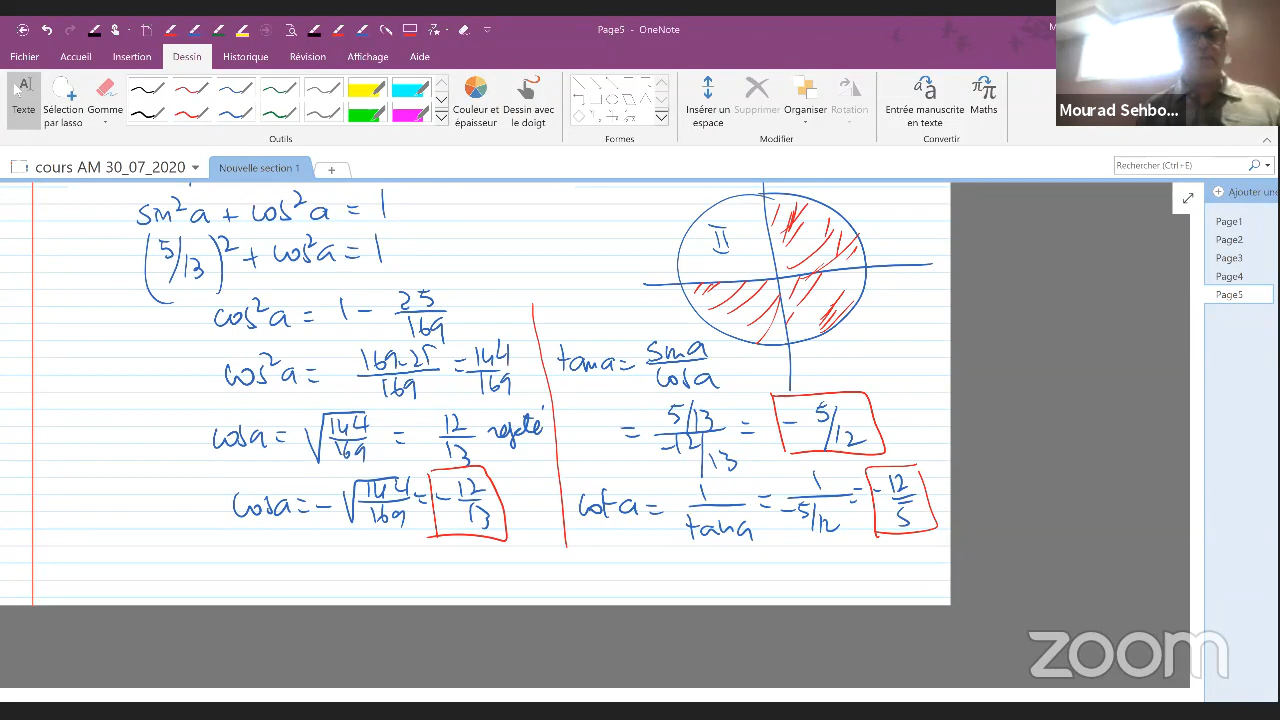 Page5 - OneNote
Fichier Accueil Insertion Dessin Historique Révision Affichage
Mourad Sehbo...
Texte Sélection par lasso Gomme Couleur et épaisseur Dessin avec le doigt Insérer un espace Supprimer Organiser Rotation Entrée manuscrite en texte Maths
Outils Formes Modifier Convertir
cours AM 30_07_2020 Nouvelle section 1 +
Rechercher (Ctrl+E)
Ajouter une
Page1
Page2
Page3
Page4
Page5
sin²a + cos²a = 1
(5/13)² + cos²a = 1
cos²a = 1 - 25/169
cos²a = 169-25/169 = 144/169
cosa = √144/169 = 12/13 rejeté
cosa = -√144/169 = -12/13
II
tana = sina/cosa
= 5/13/-12/13 = - 5/12
cot a = 1/tana = 1/-5/12 = -12/5
zoom